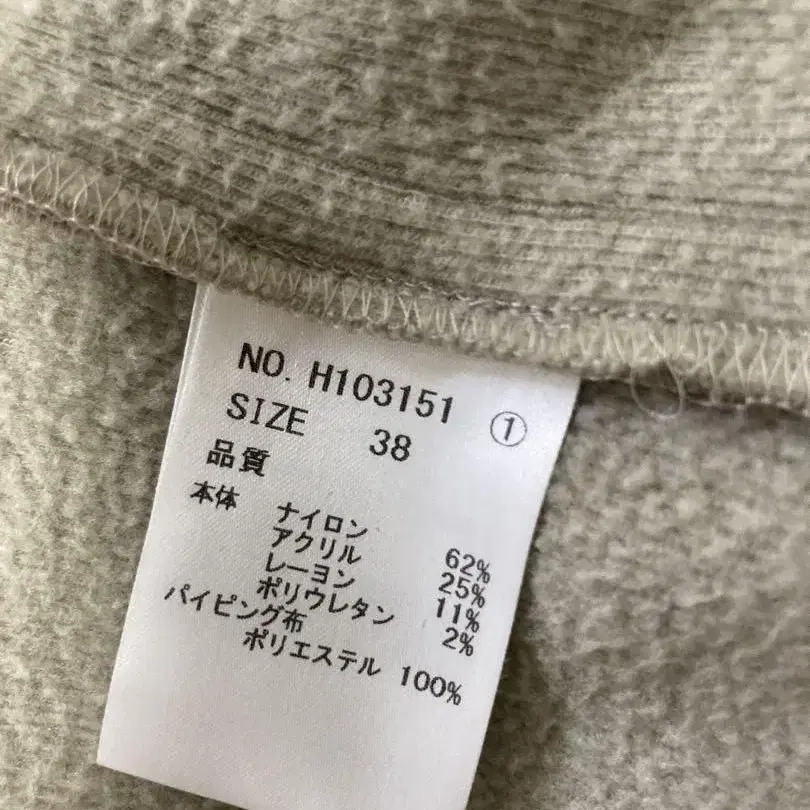 NO. H103151 ①
SIZE 38
品質
本体 ナイロン 62%
アクリル 25%
レーヨン 11%
ポリウレタン 2%
パイピング布
ポリエステル 100%